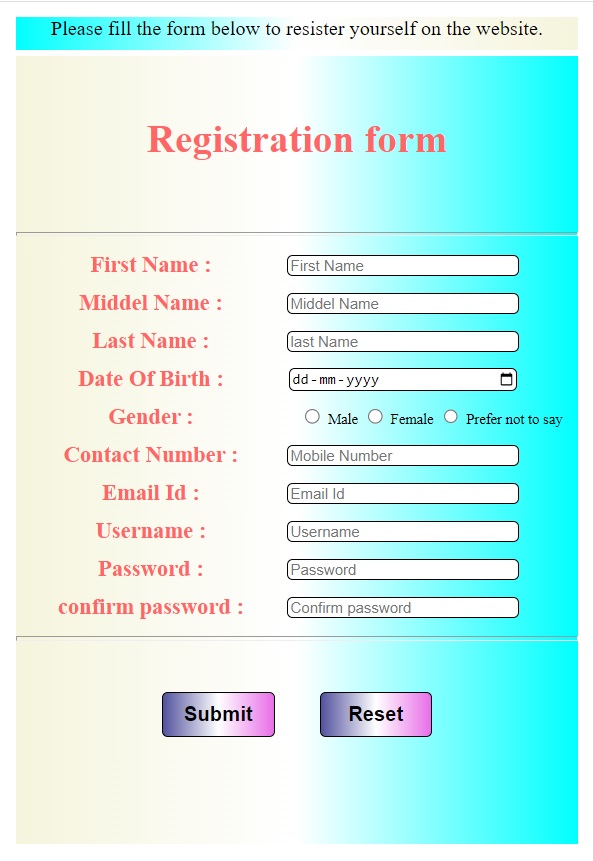 Please fill the form below to resister yourself on the website.
Registration form
First Name : First Name
Middel Name : Middel Name
Last Name : last Name
Date Of Birth : dd-mm-yyyy
Gender : Male Female Prefer not to say
Contact Number : Mobile Number
Email Id : Email Id
Username : Username
Password : Password
confirm password : Confirm password
Submit Reset